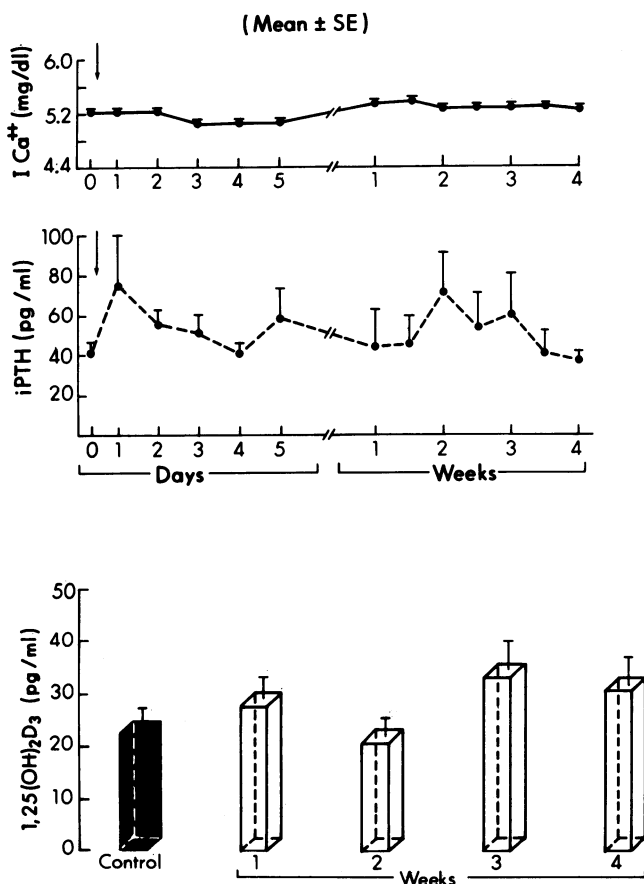 (Mean ± SE)
I Ca⁺⁺ (mg/dl)
6.0
5.2
4.4
0 1 2 3 4 5 1 2 3 4
iPTH (pg/ml)
100
80
60
40
20
0 1 2 3 4 5 1 2 3 4
Days Weeks
1,25(OH)₂D₃ (pg/ml)
50
40
30
20
10
0
Control 1 2 3 4
Weeks